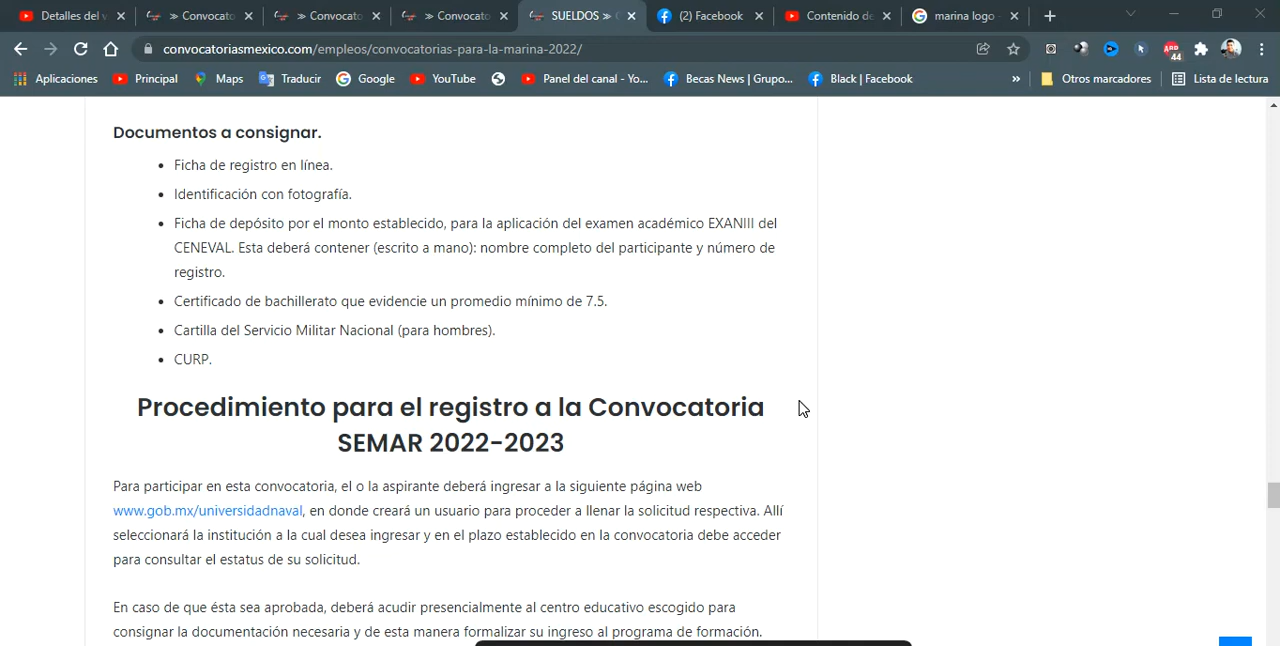 Detalles del v
≫ Convocato
≫ Convocato
≫ Convocato
SUELDOS ≫ C
(2) Facebook
Contenido de
marina logo -
convocatoriasmexico.com/empleos/convocatorias-para-la-marina-2022/
ABP
44
Aplicaciones
Principal
Maps
Traducir
Google
YouTube
Panel del canal - Yo...
Becas News | Grupo...
Black | Facebook
»
Otros marcadores
Lista de lectura
Documentos a consignar.
• Ficha de registro en línea.
• Identificación con fotografía.
• Ficha de depósito por el monto establecido, para la aplicación del examen académico EXANIII del
CENEVAL. Esta deberá contener (escrito a mano): nombre completo del participante y número de
registro.
• Certificado de bachillerato que evidencie un promedio mínimo de 7.5.
• Cartilla del Servicio Militar Nacional (para hombres).
• CURP.
Procedimiento para el registro a la Convocatoria
SEMAR 2022-2023
Para participar en esta convocatoria, el o la aspirante deberá ingresar a la siguiente página web
www.gob.mx/universidadnaval, en donde creará un usuario para proceder a llenar la solicitud respectiva. Allí
seleccionará la institución a la cual desea ingresar y en el plazo establecido en la convocatoria debe acceder
para consultar el estatus de su solicitud.
En caso de que ésta sea aprobada, deberá acudir presencialmente al centro educativo escogido para
consignar la documentación necesaria y de esta manera formalizar su ingreso al programa de formación.